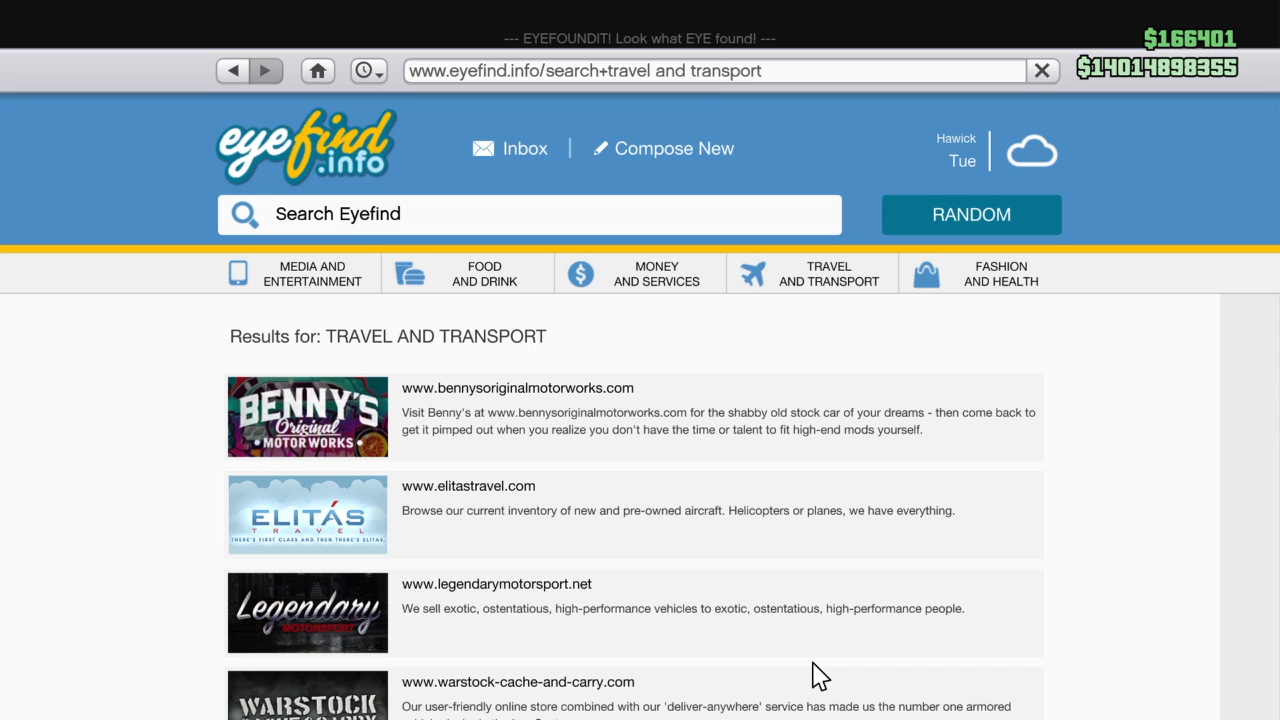 --- EYEFOUNDIT! Look what EYE found! ---
$166401
www.eyefind.info/search+travel and transport
$14014898355
eyefind
.info
Inbox
Compose New
Hawick
Tue
Search Eyefind
RANDOM
MEDIA AND
ENTERTAINMENT
FOOD
AND DRINK
MONEY
AND SERVICES
TRAVEL
AND TRANSPORT
FASHION
AND HEALTH
Results for: TRAVEL AND TRANSPORT
BENNY'S
Original
MOTOR WORKS
www.bennysoriginalmotorworks.com
Visit Benny's at www.bennysoriginalmotorworks.com for the shabby old stock car of your dreams - then come back to
get it pimped out when you realize you don't have the time or talent to fit high-end mods yourself.
ELITÁS
TRAVEL
THERE'S FIRST CLASS AND THEN THERE'S ELITAS.
www.elitastravel.com
Browse our current inventory of new and pre-owned aircraft. Helicopters or planes, we have everything.
Legendary
MOTORSPORT
www.legendarymotorsport.net
We sell exotic, ostentatious, high-performance vehicles to exotic, ostentatious, high-performance people.
WARSTOCK
www.warstock-cache-and-carry.com
Our user-friendly online store combined with our 'deliver-anywhere' service has made us the number one armored